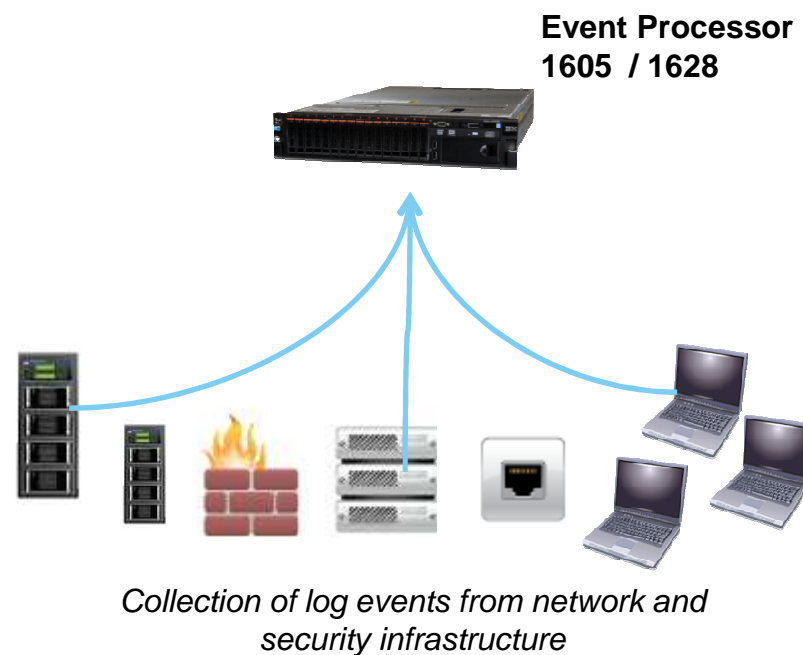 Event Processor
1605 / 1628
Collection of log events from network and
security infrastructure